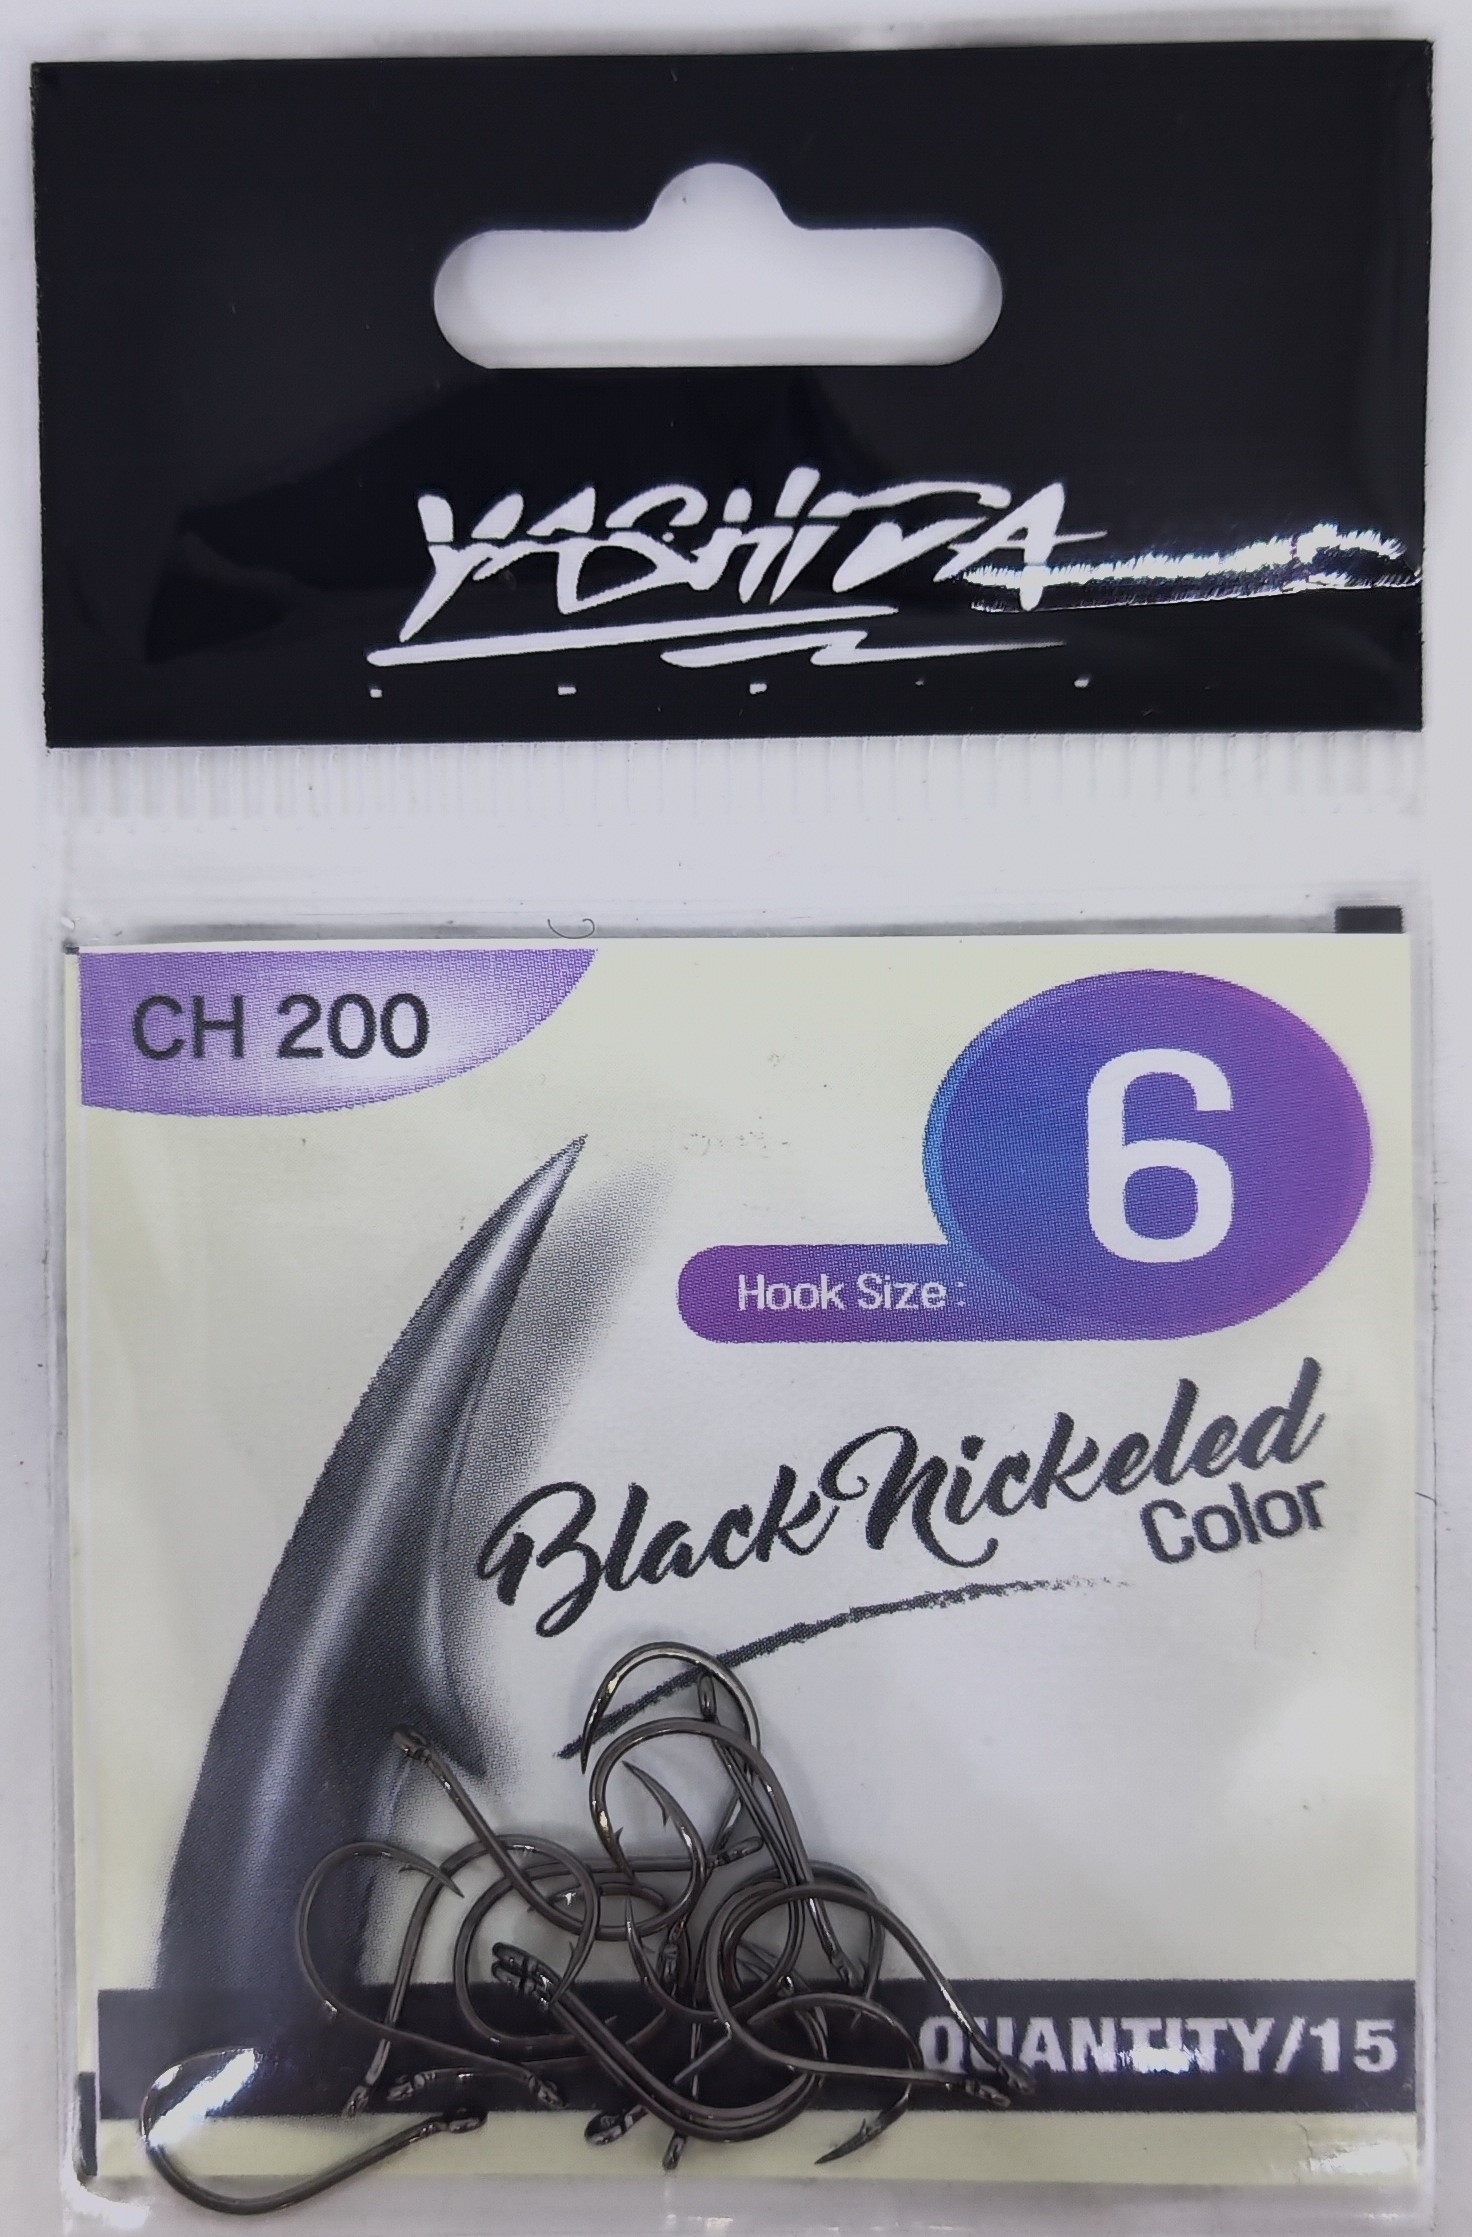 YASHIDA
CH 200
6
Hook Size :
Black Nickeled
Color
QUANTITY/15